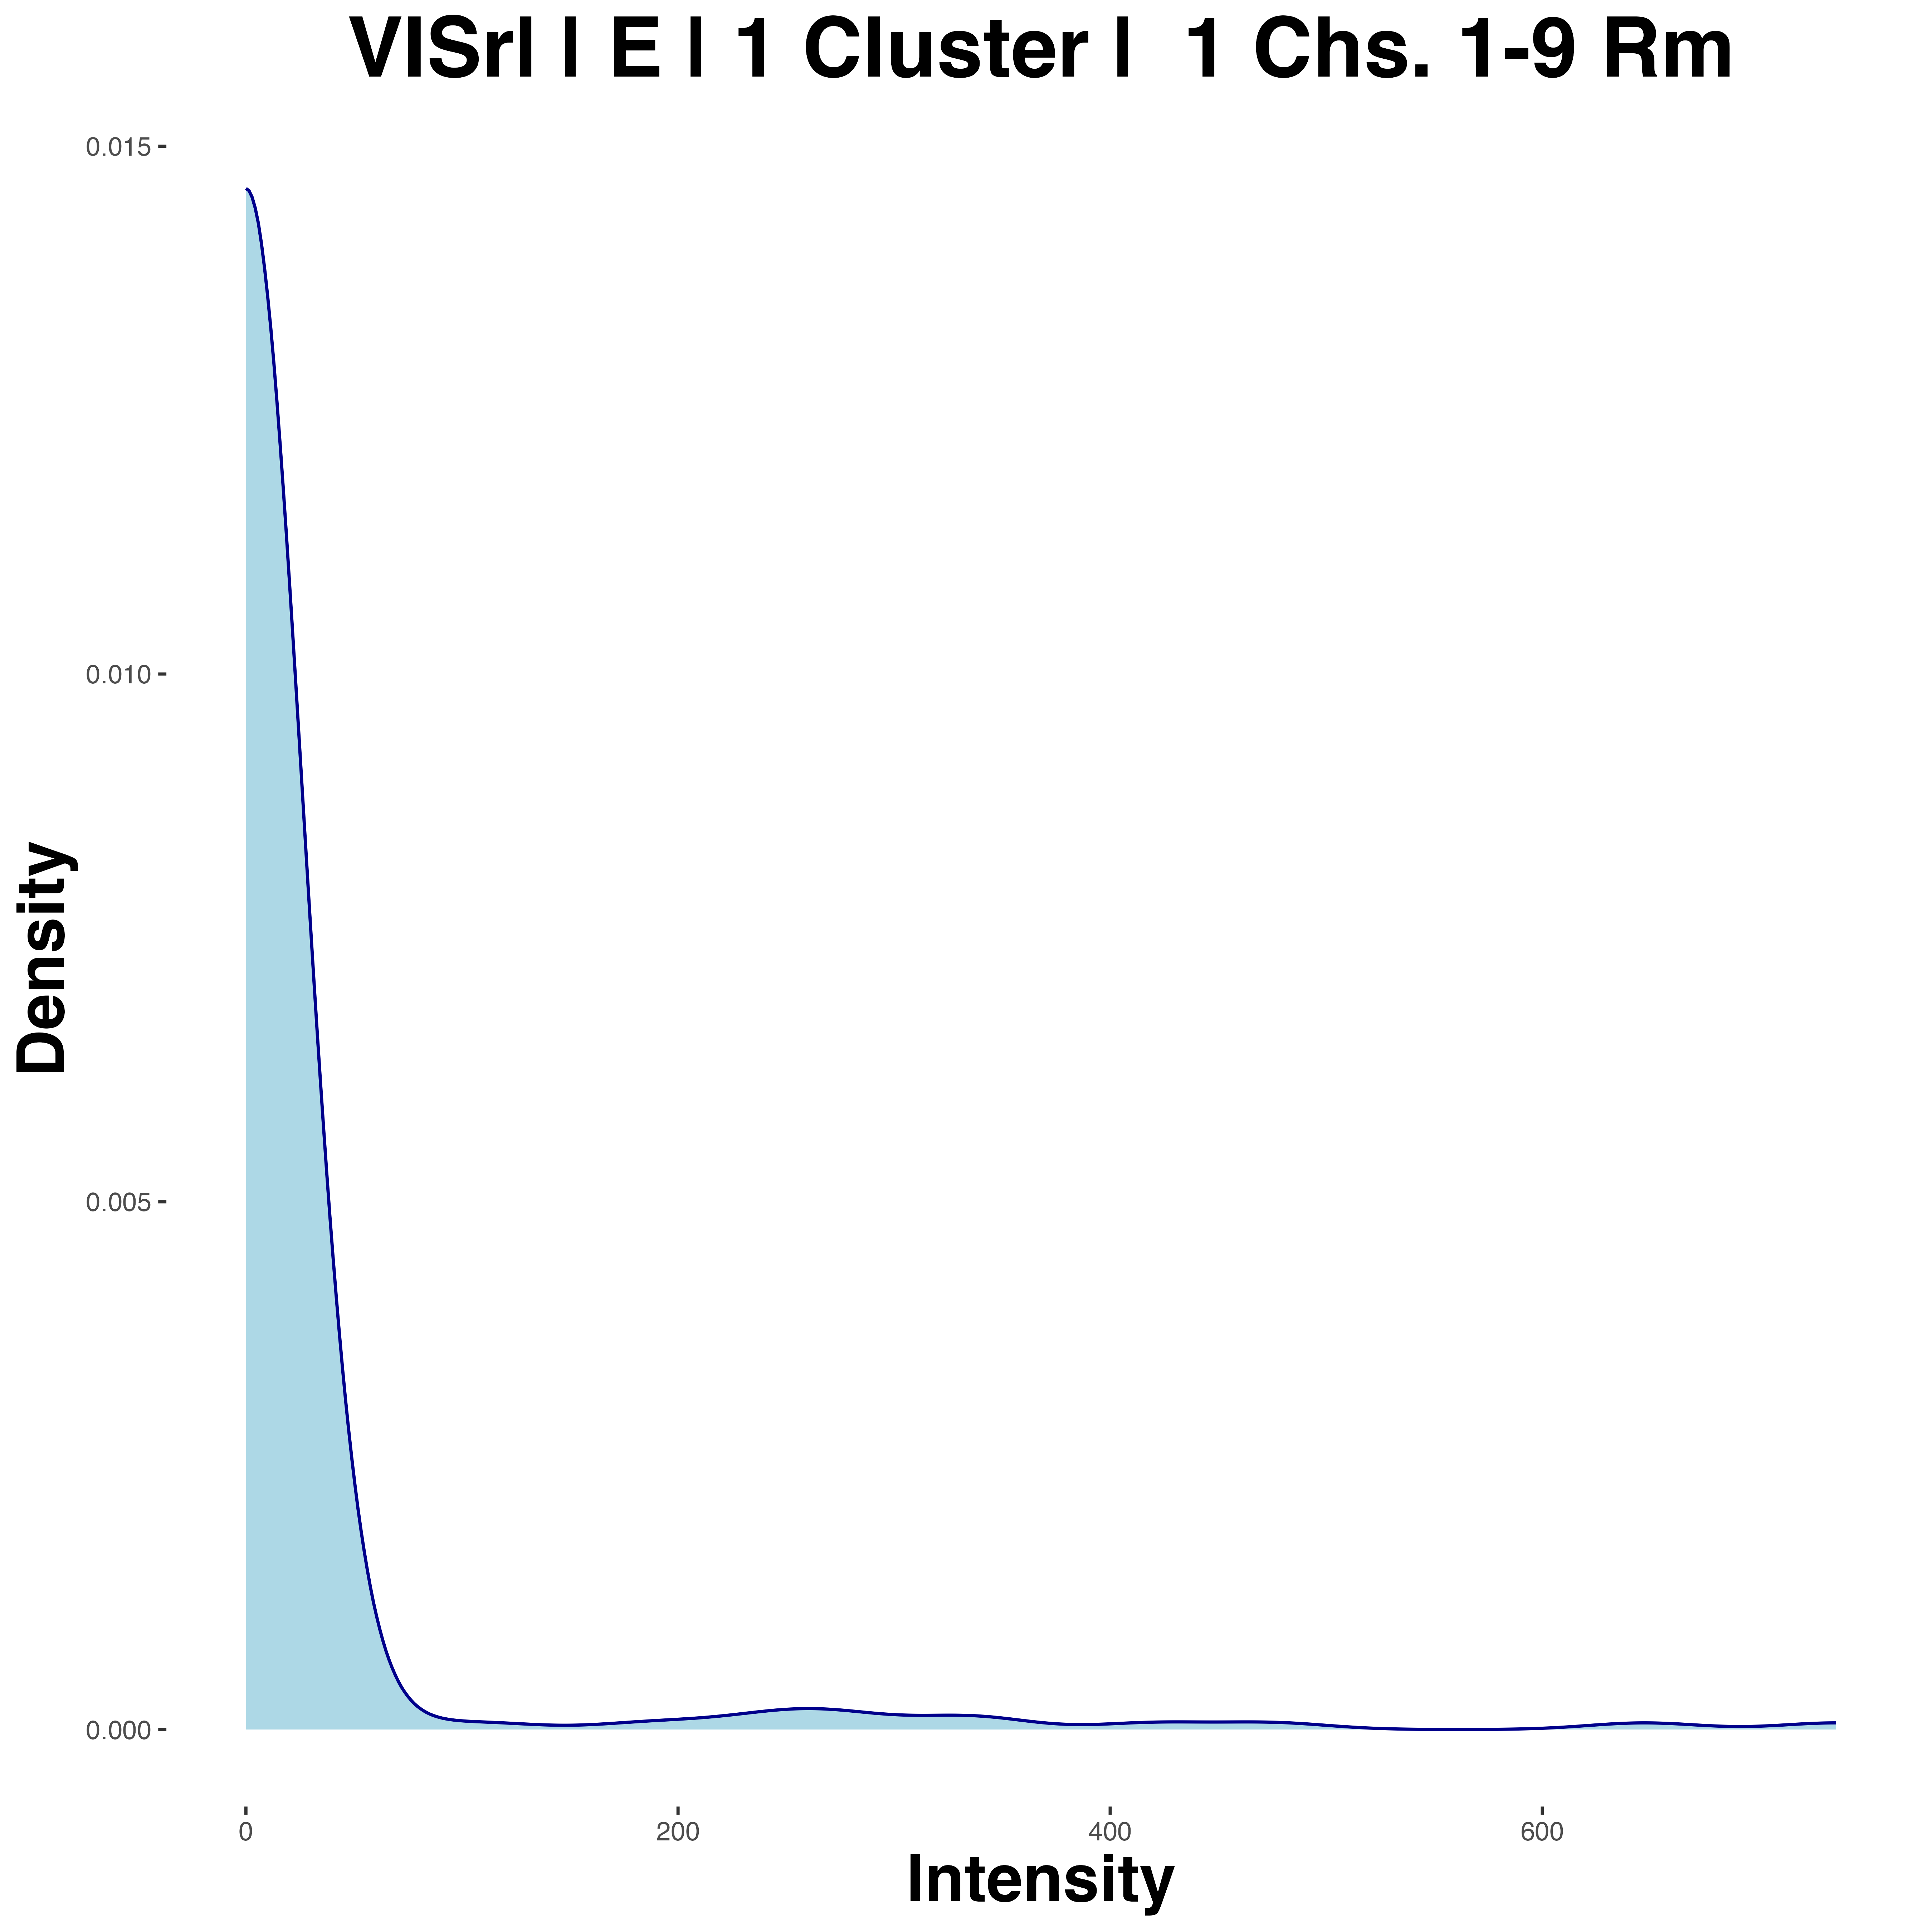 VISrl | E | 1 Cluster | 1 Chs. 1-9 Rm
0.015
0.010
0.005
0.000
Density
0 200 400 600
Intensity